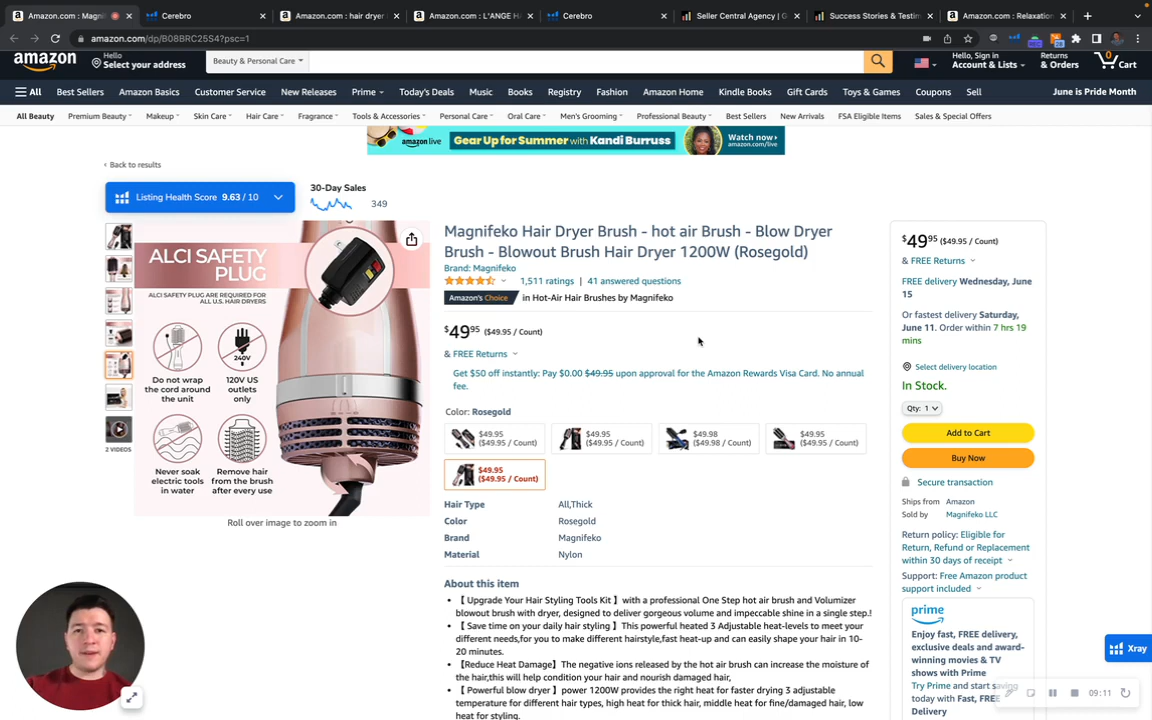 Amazon.com : Magni
Cerebro
Amazon.com : hair dryer
Amazon.com : L'ANGE H
Cerebro
Seller Central Agency | G
Success Stories & Testim
Amazon.com : Relaxation
amazon.com/dp/B08BRC25S4?psc=1
amazon
Hello
Select your address
Beauty & Personal Care
Hello, Sign in
Account & Lists
Returns
& Orders
0
Cart
All
Best Sellers
Amazon Basics
Customer Service
New Releases
Prime
Today's Deals
Music
Books
Registry
Fashion
Amazon Home
Kindle Books
Gift Cards
Toys & Games
Coupons
Sell
June is Pride Month
All Beauty
Premium Beauty
Makeup
Skin Care
Hair Care
Fragrance
Tools & Accessories
Personal Care
Oral Care
Men's Grooming
Professional Beauty
Best Sellers
New Arrivals
FSA Eligible Items
Sales & Special Offers
amazon live
Gear Up for Summer with Kandi Burruss
Watch now
amazon.com/live
‹ Back to results
Listing Health Score 9.63 / 10
30-Day Sales
349
ALCI SAFETY
PLUG
ALCI SAFETY PLUG ARE REQUIRED FOR
ALL U.S. HAIR DRYERS
240V
Do not wrap
the cord around
the unit
120V US
outlets
only
Never soak
electric tools
in water
Remove hair
from the brush
after every use
2 VIDEOS
Roll over image to zoom in
Magnifeko Hair Dryer Brush - hot air Brush - Blow Dryer
Brush - Blowout Brush Hair Dryer 1200W (Rosegold)
Brand: Magnifeko
1,511 ratings | 41 answered questions
Amazon's Choice in Hot-Air Hair Brushes by Magnifeko
$4995 ($49.95 / Count)
& FREE Returns
Get $50 off instantly: Pay $0.00 $49.95 upon approval for the Amazon Rewards Visa Card. No annual
fee.
Color: Rosegold
$49.95
($49.95 / Count)
$49.95
($49.95 / Count)
$49.98
($49.98 / Count)
$49.95
($49.95 / Count)
$49.95
($49.95 / Count)
Hair Type All,Thick
Color Rosegold
Brand Magnifeko
Material Nylon
About this item
• 【 Upgrade Your Hair Styling Tools Kit 】with a professional One Step hot air brush and Volumizer
blowout brush with dryer, designed to deliver gorgeous volume and impeccable shine in a single step.!
• 【 Save time on your daily hair styling 】This powerful heated 3 Adjustable heat-levels to meet your
different needs,for you to make different hairstyle,fast heat-up and can easily shape your hair in 10-
20 minutes.
• 【Reduce Heat Damage】The negative ions released by the hot air brush can increase the moisture of
the hair,this will help condition your hair and nourish damaged hair,
• 【 Powerful blow dryer 】power 1200W provides the right heat for faster drying 3 adjustable
temperature for different hair types, high heat for thick hair, middle heat for fine/damaged hair, low
heat for styling.
$4995 ($49.95 / Count)
& FREE Returns
FREE delivery Wednesday, June
15
Or fastest delivery Saturday,
June 11. Order within 7 hrs 19
mins
Select delivery location
In Stock.
Qty: 1
Add to Cart
Buy Now
Secure transaction
Ships from Amazon
Sold by Magnifeko LLC
Return policy: Eligible for
Return, Refund or Replacement
within 30 days of receipt
Support: Free Amazon product
support included
prime
Enjoy fast, FREE delivery,
exclusive deals and award-
winning movies & TV
shows with Prime
Try Prime and start saving
today with Fast, FREE
Delivery
Xray
09:11